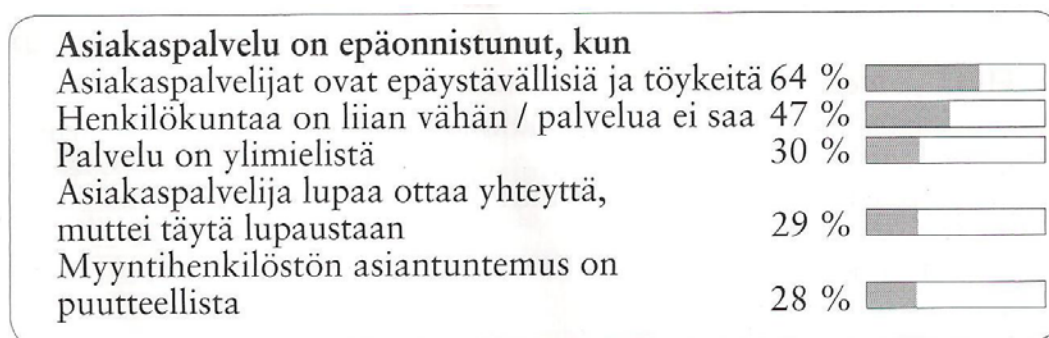 Asiakaspalvelu on epäonnistunut, kun
Asiakaspalvelijat ovat epäystävällisiä ja töykeitä 64 %
Henkilökuntaa on liian vähän / palvelua ei saa 47 %
Palvelu on ylimielistä 30 %
Asiakaspalvelija lupaa ottaa yhteyttä,
muttei täytä lupaustaan 29 %
Myyntihenkilöstön asiantuntemus on
puutteellista 28 %